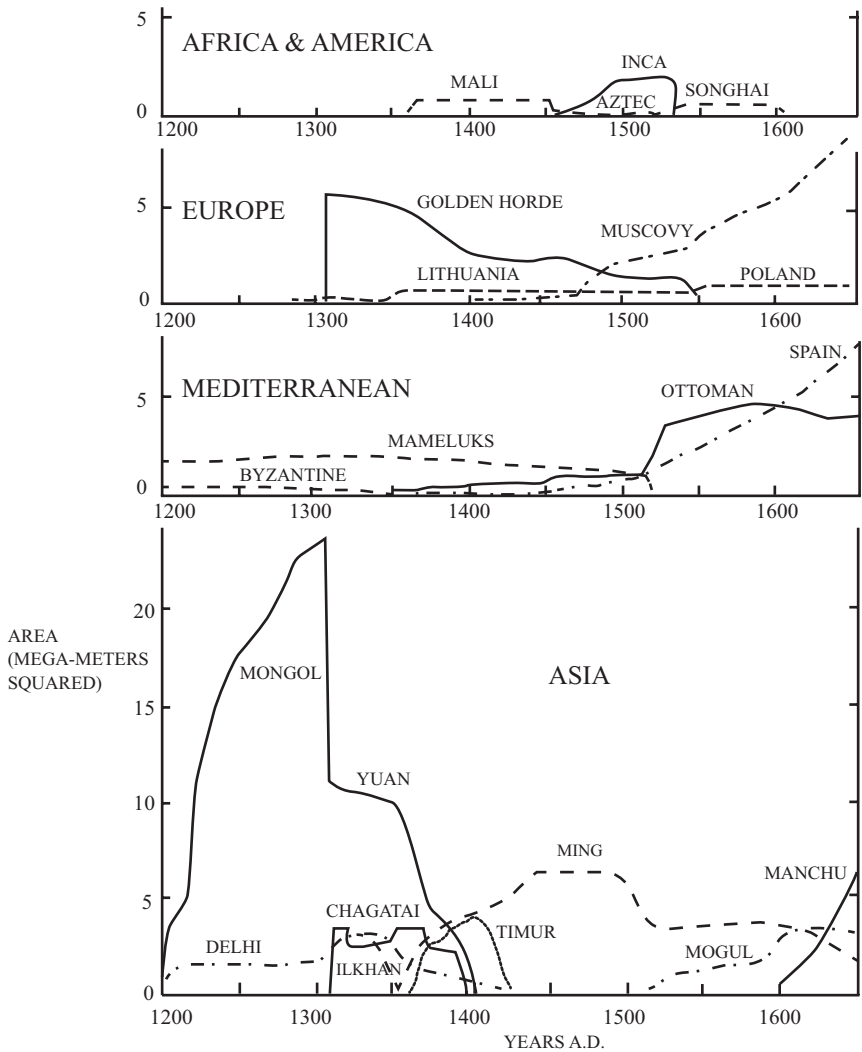 5
AFRICA & AMERICA
INCA
MALI
SONGHAI
AZTEC
0
1200 1300 1400 1500 1600
5
EUROPE
GOLDEN HORDE
MUSCOVY
LITHUANIA
POLAND
0
1200 1300 1400 1500 1600
SPAIN
5
MEDITERRANEAN
OTTOMAN
MAMELUKS
BYZANTINE
0
1200 1300 1400 1500 1600
20
AREA
(MEGA-METERS
SQUARED)
MONGOL
ASIA
15
YUAN
10
MING
MANCHU
5
CHAGATAI
TIMUR
DELHI
MOGUL
ILKHAN
0
1200 1300 1400 1500 1600
YEARS A.D.